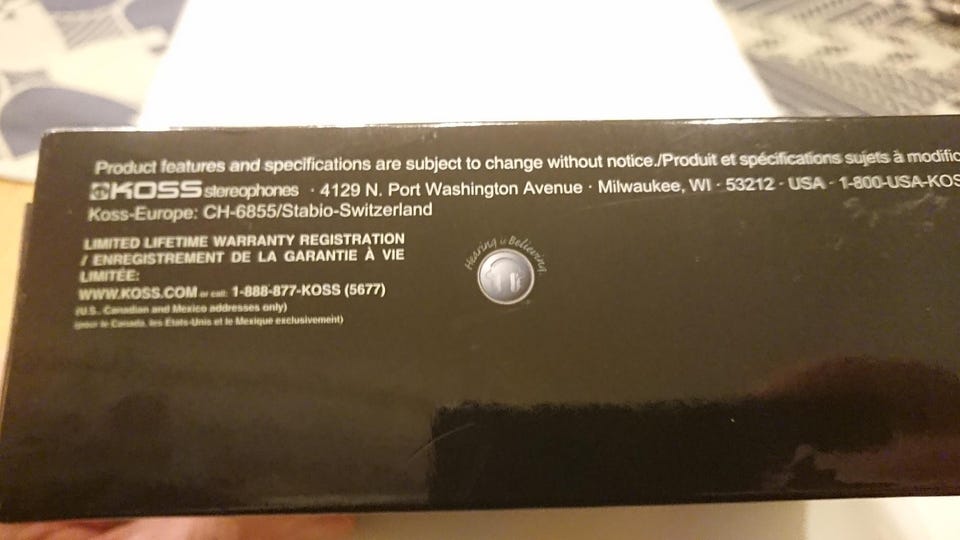 Product features and specifications are subject to change without notice./Produit et spécifications sujets à modific
KOSS stereophones · 4129 N. Port Washington Avenue · Milwaukee, WI · 53212 · USA · 1-800-USA-KOS
Koss-Europe: CH-6855/Stabio-Switzerland
LIMITED LIFETIME WARRANTY REGISTRATION
/ ENREGISTREMENT DE LA GARANTIE À VIE
LIMITÉE:
WWW.KOSS.COM or call: 1-888-877-KOSS (5677)
(U.S., Canadian and Mexico addresses only)
(pour le Canada, les États-Unis et le Mexique exclusivement)
Hearing is Believing